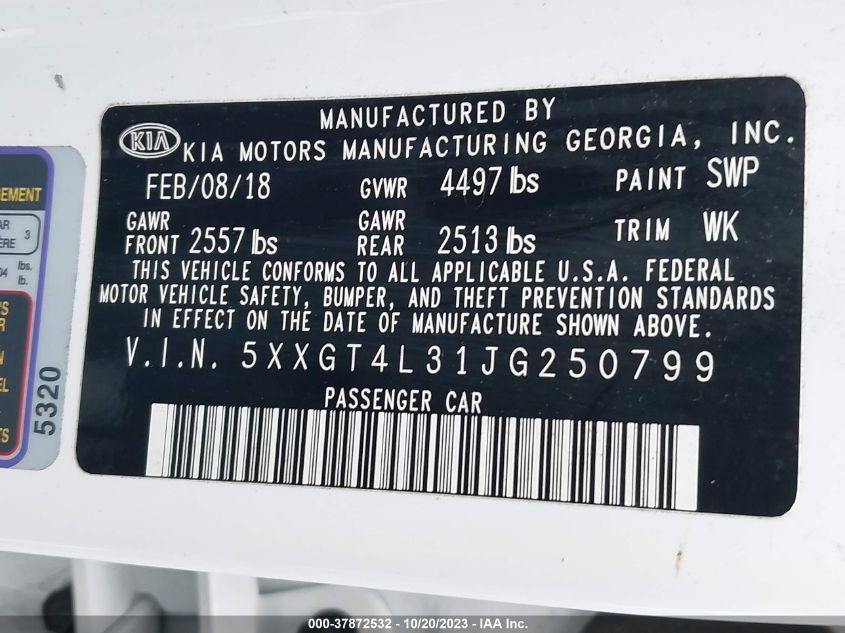 MANUFACTURED BY
KIA KIA MOTORS MANUFACTURING GEORGIA, INC.
FEB/08/18 GVWR 4497 lbs PAINT SWP
GAWR FRONT 2557 lbs GAWR REAR 2513 lbs TRIM WK
THIS VEHICLE CONFORMS TO ALL APPLICABLE U.S.A. FEDERAL
MOTOR VEHICLE SAFETY, BUMPER, AND THEFT PREVENTION STANDARDS
IN EFFECT ON THE DATE OF MANUFACTURE SHOWN ABOVE.
V.I.N. 5XXGT4L31JG250799
PASSENGER CAR
3
lbs.
lb.
5320
000-37872532 - 10/20/2023 - IAA Inc.